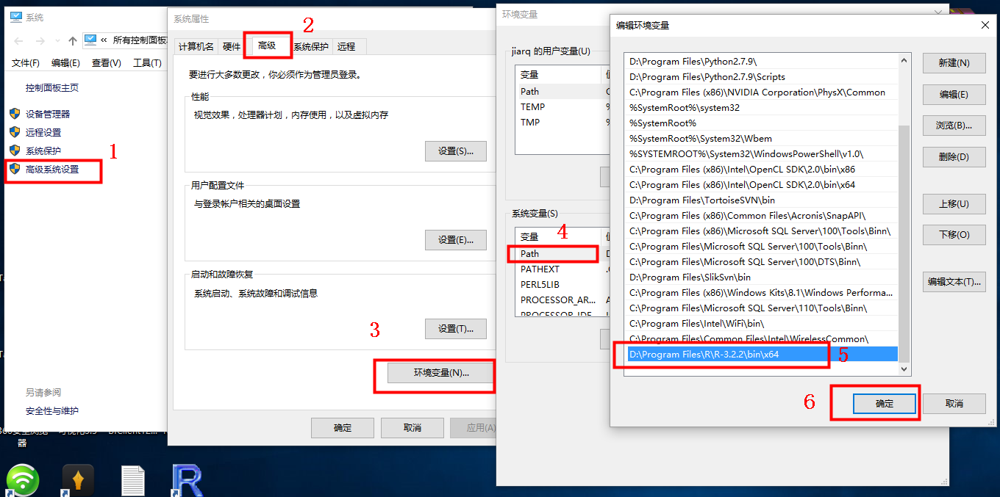 系统
所有控制面板
文件(F) 编辑(E) 查看(V) 工具(T)
控制面板主页
设备管理器
远程设置
系统保护
1
高级系统设置
另请参阅
安全性与维护
器
系统属性
2
计算机名 硬件 高级 系统保护 远程
要进行大多数更改，你必须作为管理员登录。
性能
视觉效果，处理器计划，内存使用，以及虚拟内存
设置(S)...
用户配置文件
与登录帐户相关的桌面设置
设置(E)...
启动和故障恢复
系统启动、系统故障和调试信息
设置(T)...
3
环境变量(N)...
确定 取消 应用(A)
环境变量
jiarq 的用户变量(U)
变量
Path
TEMP
TMP
系统变量(S)
4
变量
Path
PATHEXT
PERL5LIB
PROCESSOR_AR...
PROCESSOR_IDE
编辑环境变量
D:\Program Files\Python2.7.9\
D:\Program Files\Python2.7.9\Scripts
C:\Program Files (x86)\NVIDIA Corporation\PhysX\Common
%SystemRoot%\system32
%SystemRoot%
%SystemRoot%\System32\Wbem
%SYSTEMROOT%\System32\WindowsPowerShell\v1.0\
C:\Program Files (x86)\Intel\OpenCL SDK\2.0\bin\x86
C:\Program Files (x86)\Intel\OpenCL SDK\2.0\bin\x64
D:\Program Files\TortoiseSVN\bin
C:\Program Files (x86)\Common Files\Acronis\SnapAPI\
C:\Program Files (x86)\Microsoft SQL Server\100\Tools\Binn\
C:\Program Files\Microsoft SQL Server\100\Tools\Binn\
C:\Program Files\Microsoft SQL Server\100\DTS\Binn\
D:\Program Files\SlikSvn\bin
C:\Program Files (x86)\Windows Kits\8.1\Windows Performa...
C:\Program Files\Microsoft SQL Server\110\Tools\Binn\
C:\Program Files\Intel\WiFi\bin\
C:\Program Files\Common Files\Intel\WirelessCommon\
D:\Program Files\R\R-3.2.2\bin\x64
5
新建(N)
编辑(E)
浏览(B)...
删除(D)
上移(U)
下移(O)
编辑文本(T)...
6
确定 取消